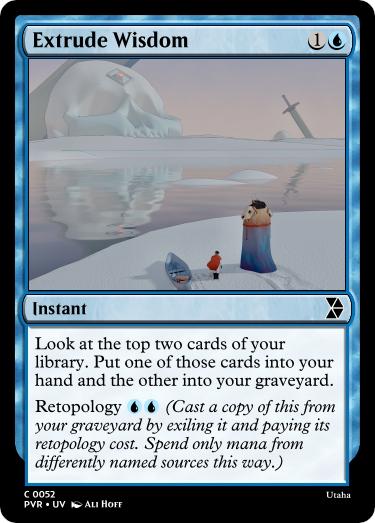 Extrude Wisdom 1
Instant
Look at the top two cards of your
library. Put one of those cards into your
hand and the other into your graveyard.
Retopology (Cast a copy of this from
your graveyard by exiling it and paying its
retopology cost. Spend only mana from
differently named sources this way.)
C 0052
PVR • UV Ali Hoff
Utaha